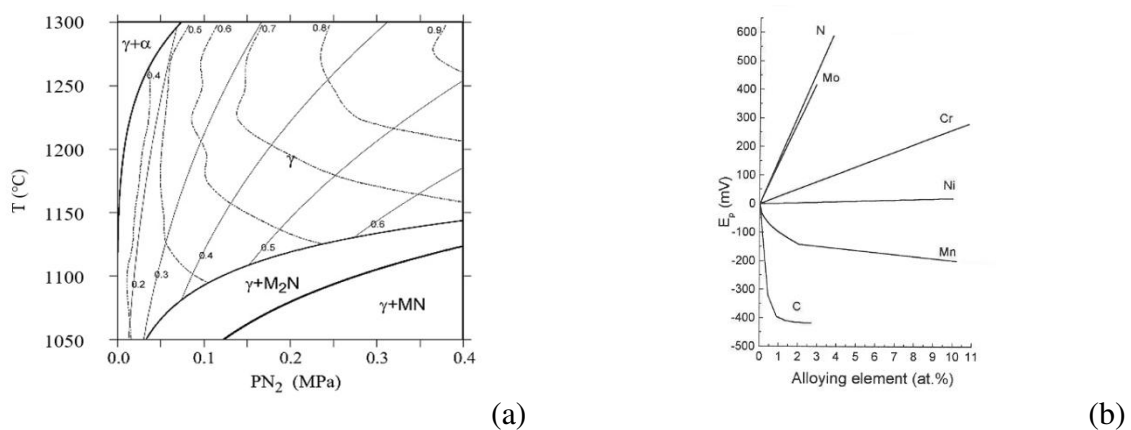 1300
1250
1200
1150
1100
1050
T (°C)
0.0
0.1
0.2
0.3
0.4
PN2 (MPa)
γ+α
0.5
0.6
0.7
0.8
0.9
0.4
γ
0.2
0.3
0.4
0.5
0.6
γ+M2N
γ+MN
(a)
600
500
400
300
200
100
0
-100
-200
-300
-400
-500
Ep (mV)
N
Mo
Cr
Ni
Mn
C
0 1 2 3 4 5 6 7 8 9 10 11
Alloying element (at.%)
(b)